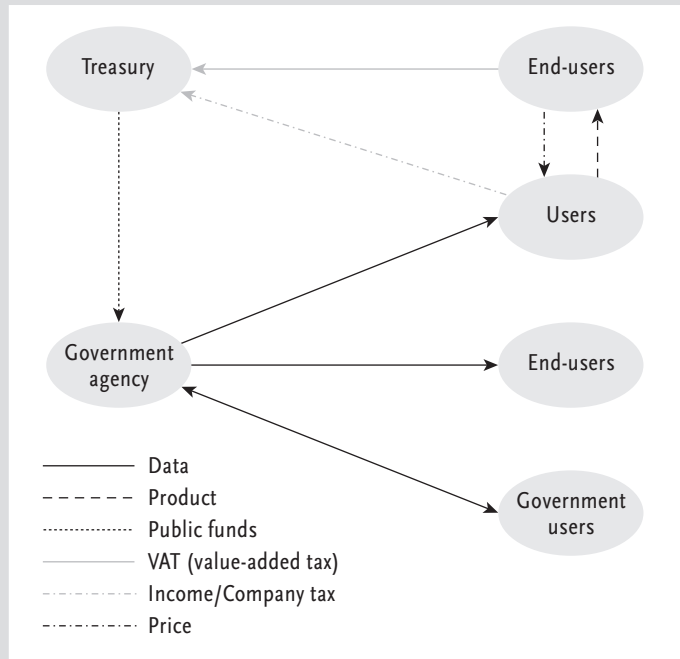 Treasury
End-users
Users
Government
agency
End-users
Government
users
Data
Product
Public funds
VAT (value-added tax)
Income/Company tax
Price